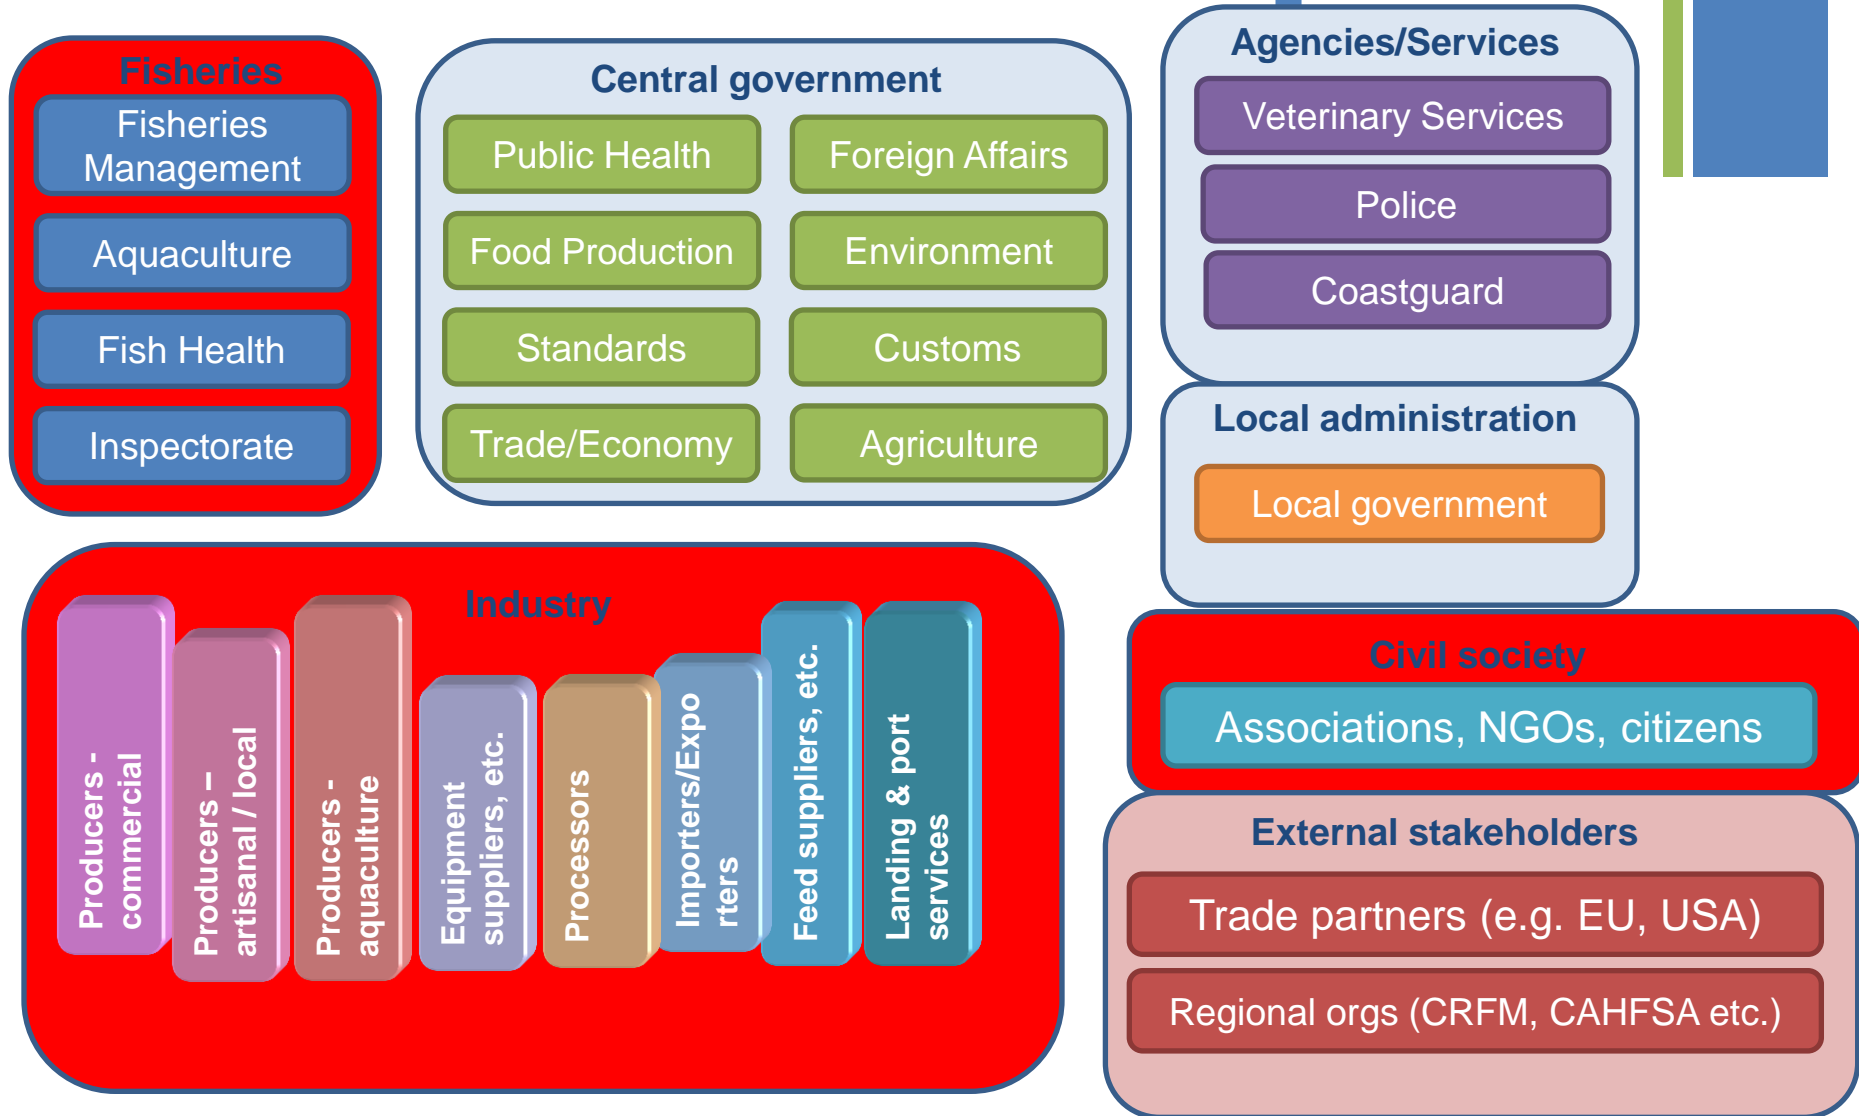 Fisheries
Fisheries
Management
Aquaculture
Fish Health
Inspectorate
Central government
Public Health
Foreign Affairs
Food Production
Environment
Standards
Customs
Trade/Economy
Agriculture
Agencies/Services
Veterinary Services
Police
Coastguard
Local administration
Local government
Industry
Producers -
commercial
Producers –
artisanal / local
Producers -
aquaculture
Equipment
suppliers, etc.
Processors
Importers/Expo
rters
Feed suppliers, etc.
Landing & port
services
Civil society
Associations, NGOs, citizens
External stakeholders
Trade partners (e.g. EU, USA)
Regional orgs (CRFM, CAHFSA etc.)